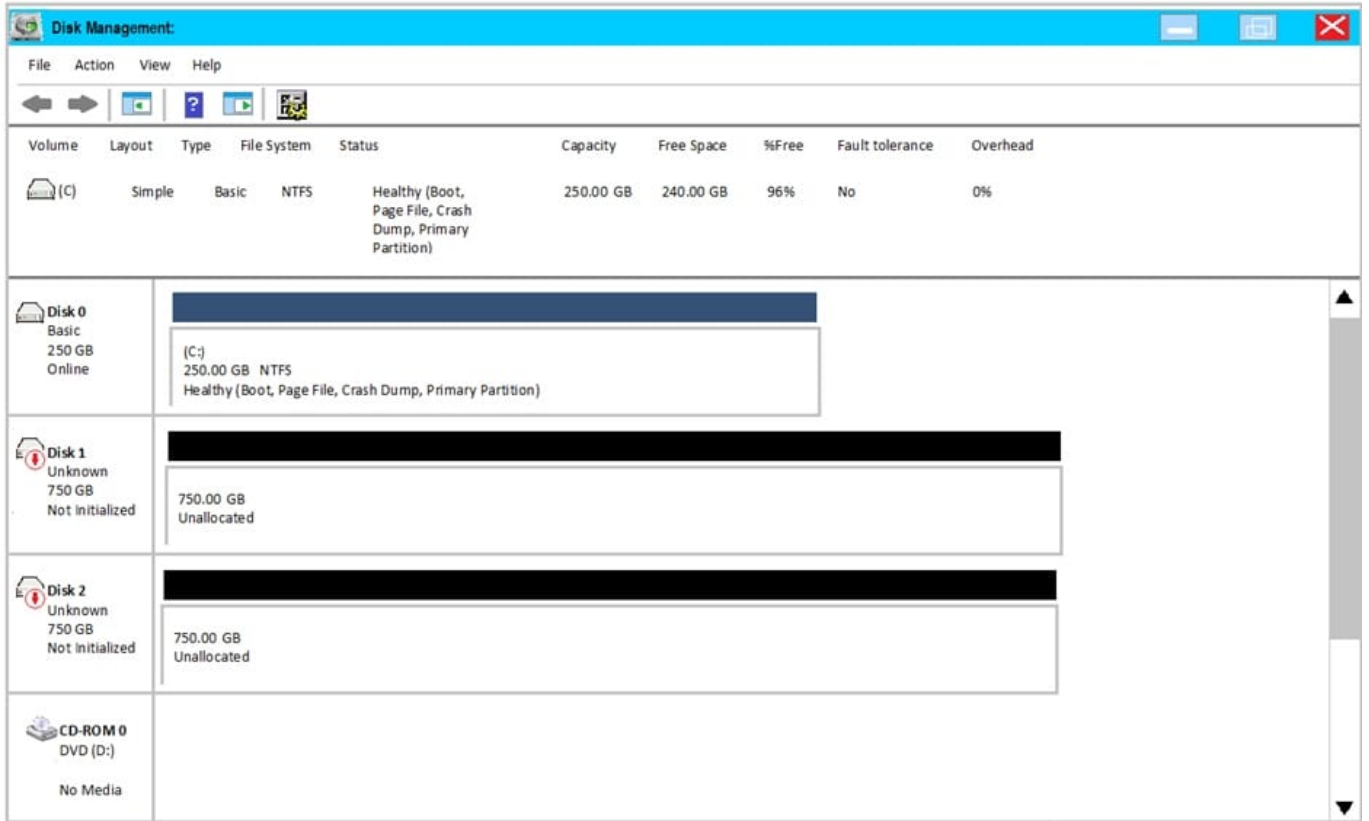 Disk Management:
File Action View Help
?
Volume Layout Type File System Status Capacity Free Space %Free Fault tolerance Overhead
(C) Simple Basic NTFS Healthy (Boot, 250.00 GB 240.00 GB 96% No 0%
Page File, Crash
Dump, Primary
Partition)
Disk 0
Basic
250 GB
Online
(C:)
250.00 GB NTFS
Healthy (Boot, Page File, Crash Dump, Primary Partition)
Disk 1
Unknown
750 GB
Not Initialized
750.00 GB
Unallocated
Disk 2
Unknown
750 GB
Not Initialized
750.00 GB
Unallocated
CD-ROM 0
DVD (D:)
No Media